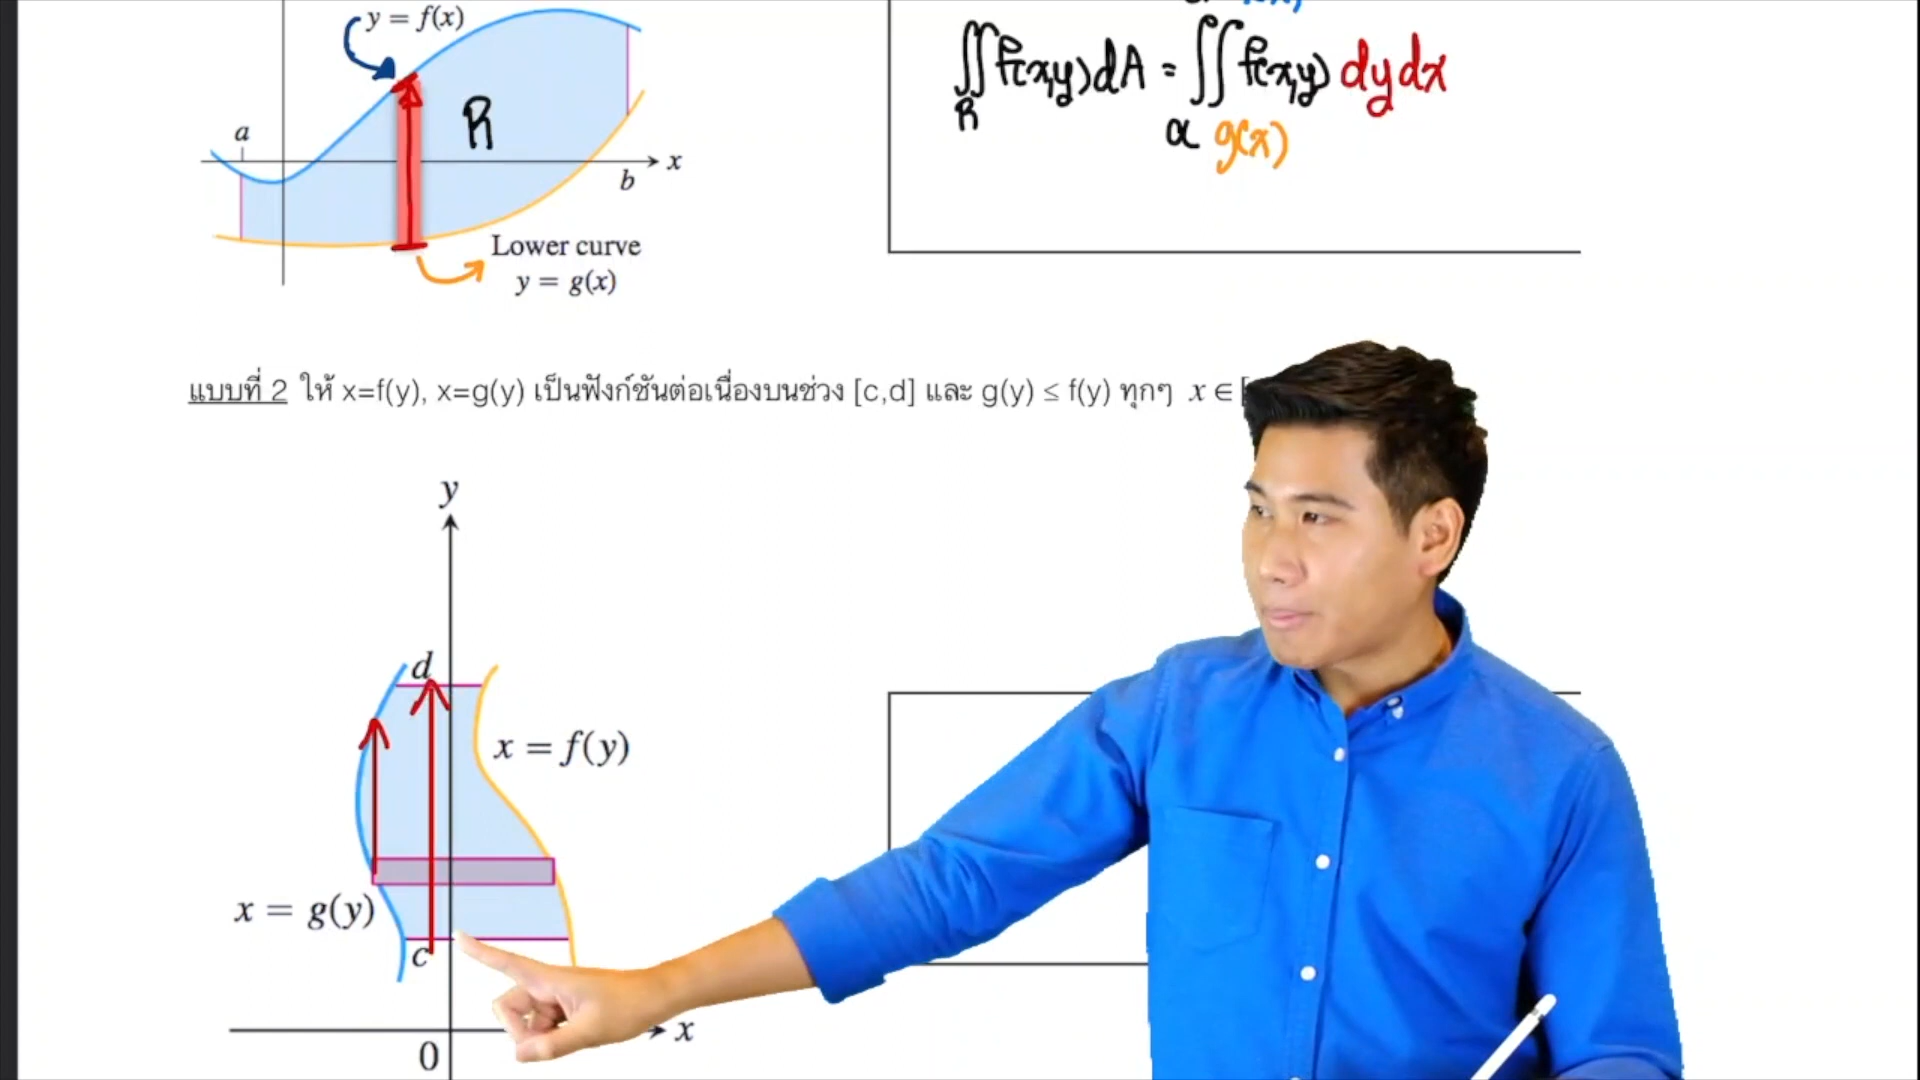 y = f(x)
∬f(x,y)dA = ∬f(x,y) dydx
R
a g(x)
R
a
x
b
Lower curve
y = g(x)
แบบที่ 2 ให้ x=f(y), x=g(y) เป็นฟังก์ชันต่อเนื่องบนช่วง [c,d] และ g(y) ≤ f(y) ทุกๆ x ∈ [
y
d
x = f(y)
x = g(y)
c
x
0